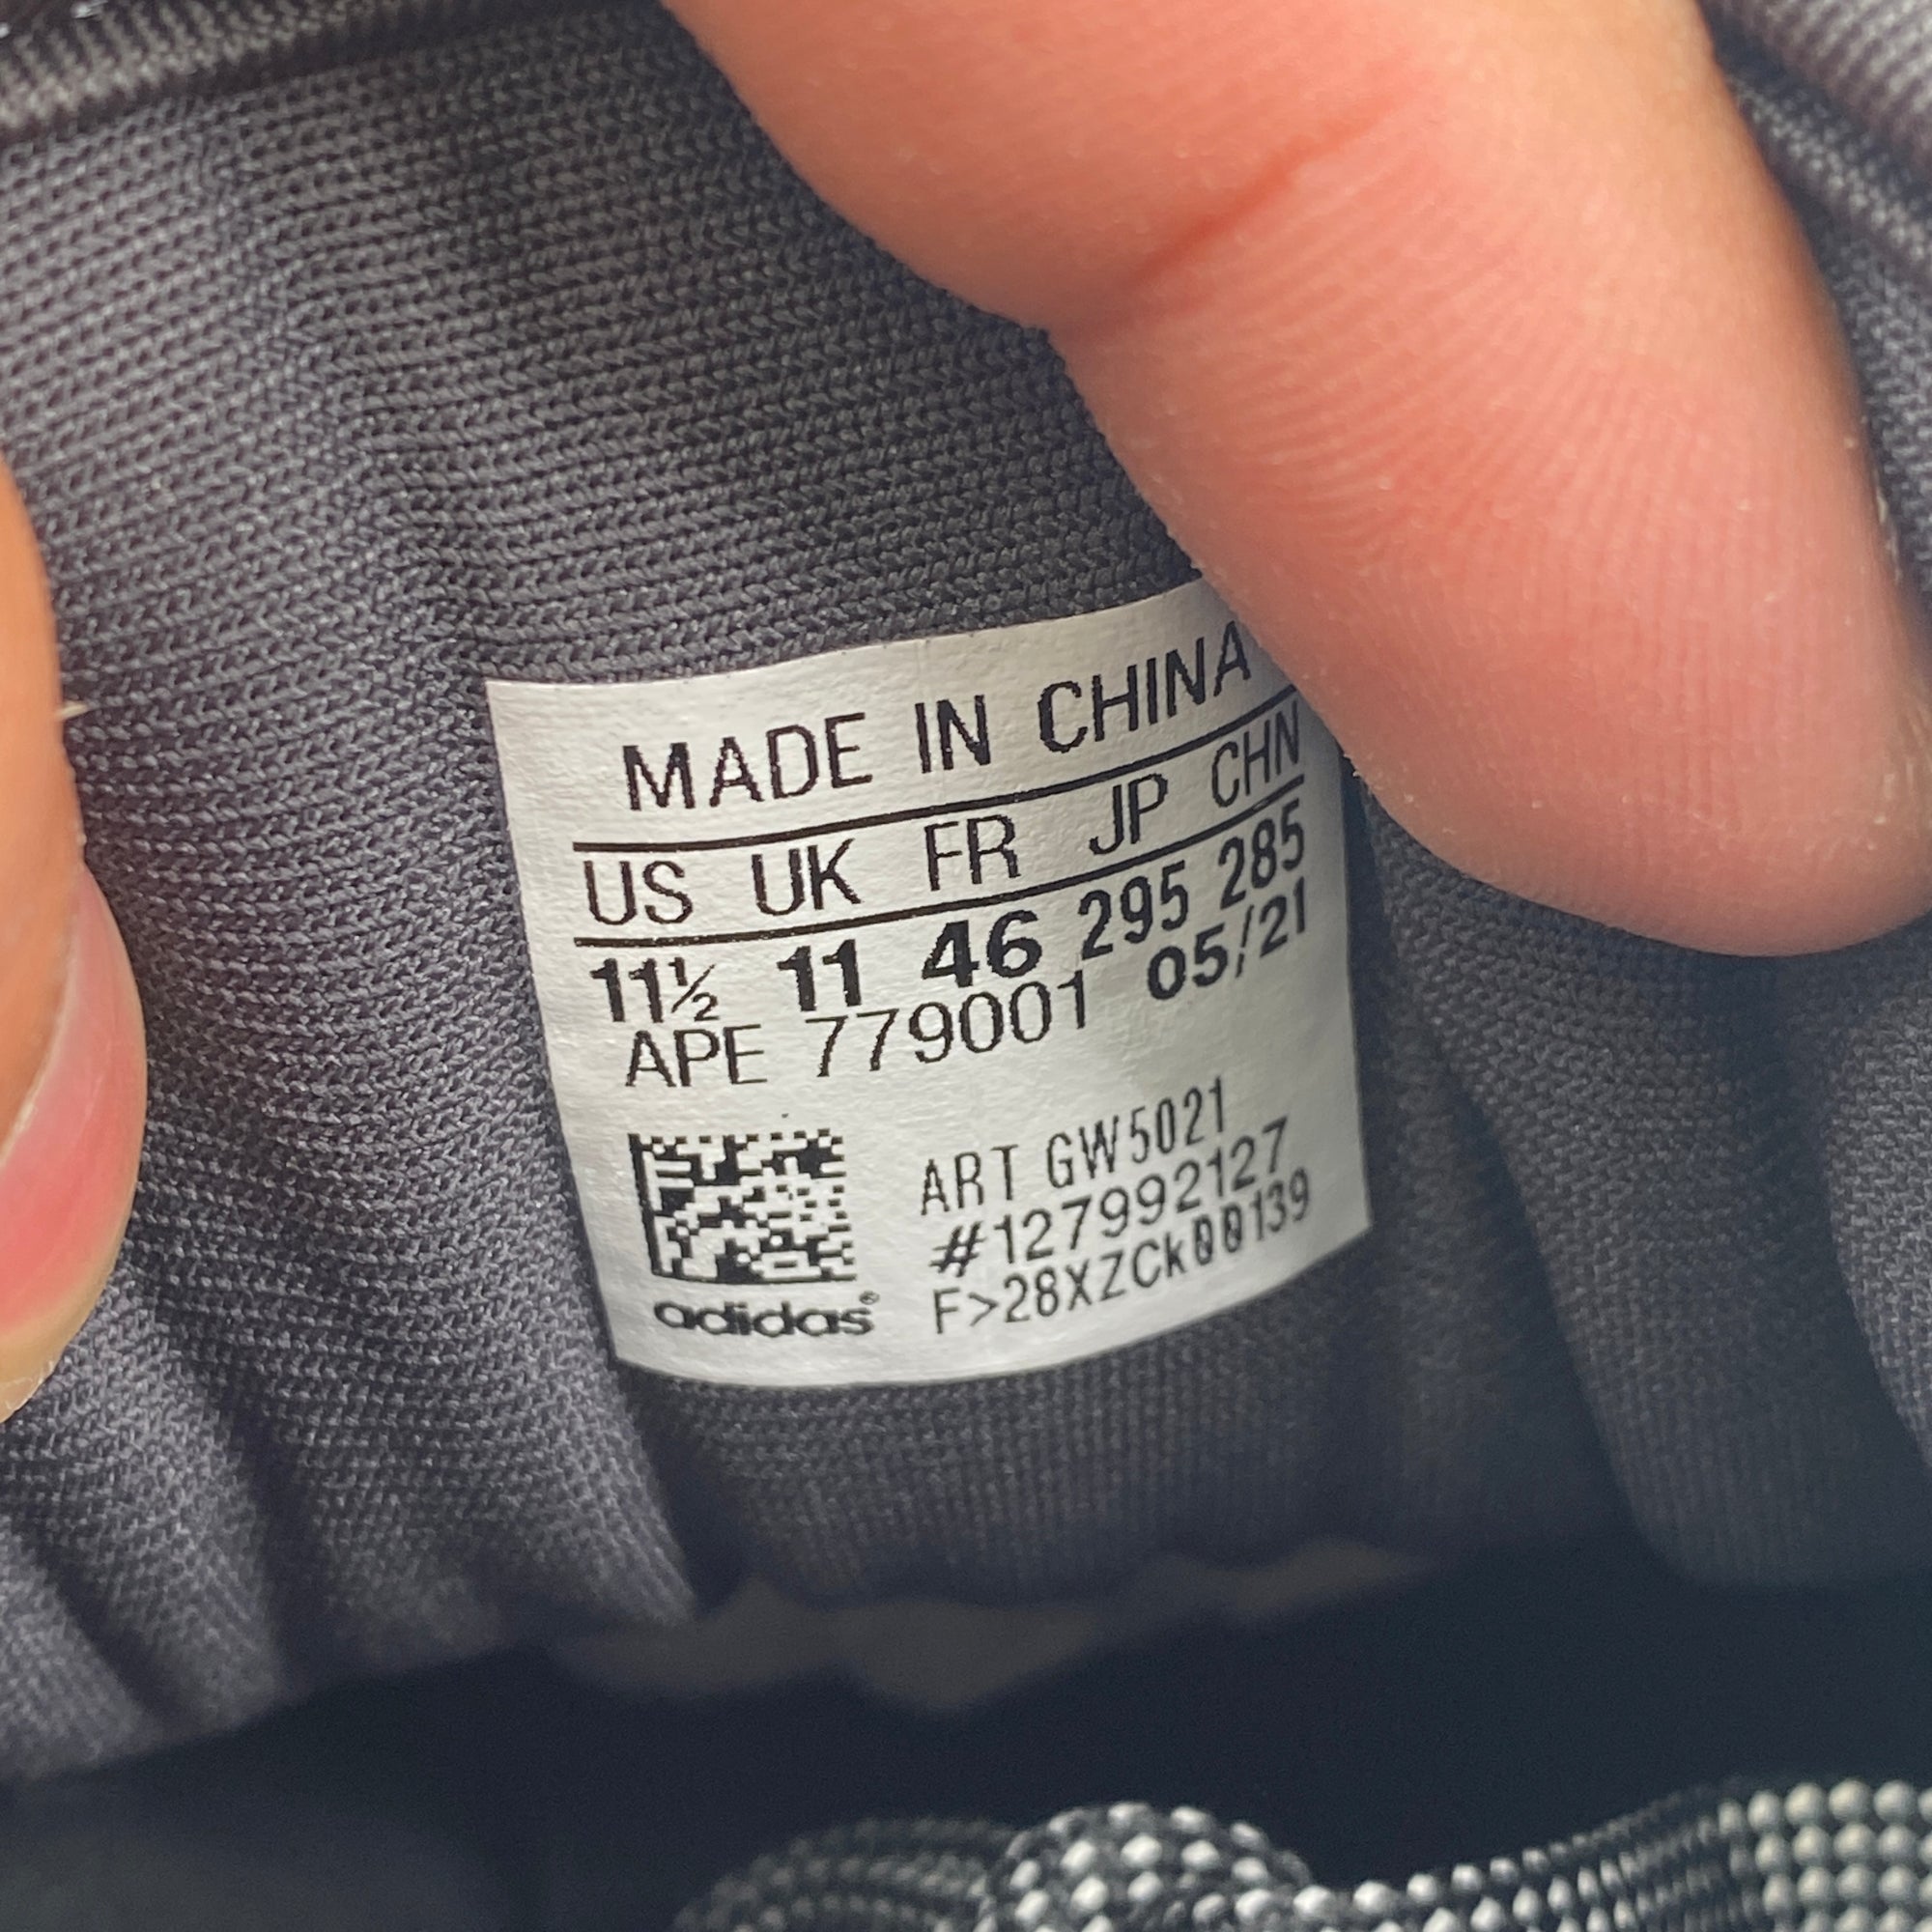 MADE IN CHINA
US UK FR JP CHN
11½ 11 46 295 285
APE 779001 05/21
ART GW5021
#127992127
F>28XZCk00139
adidas®